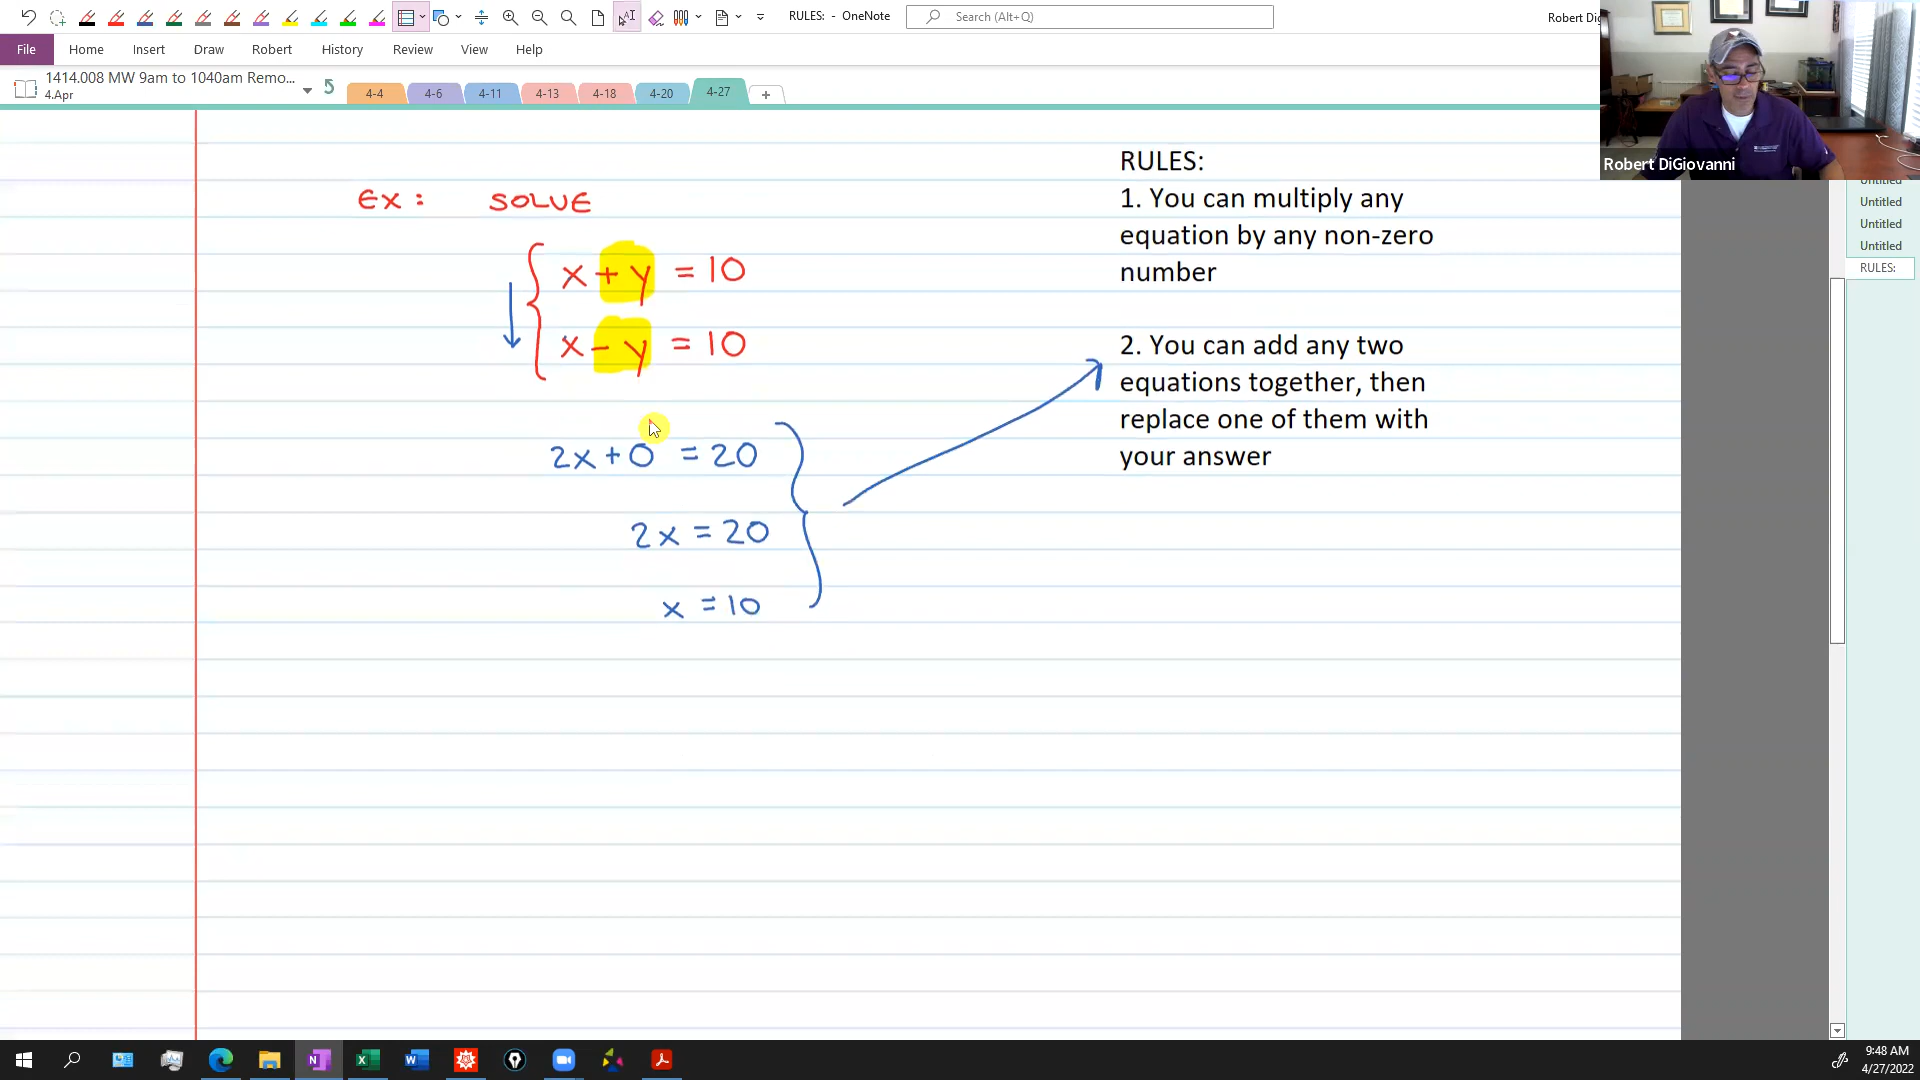 RULES: - OneNote
Search (Alt+Q)
Robert Di
File Home Insert Draw Robert History Review View Help
1414.008 MW 9am to 1040am Remo...
4.Apr
4-4 4-6 4-11 4-13 4-18 4-20 4-27
Robert DiGiovanni
Untitled
Untitled
Untitled
Untitled
RULES:
EX: SOLVE
x + y = 10
x - y = 10
2x + 0 = 20
2x = 20
x = 10
RULES:
1. You can multiply any
equation by any non-zero
number
2. You can add any two
equations together, then
replace one of them with
your answer
9:48 AM
4/27/2022